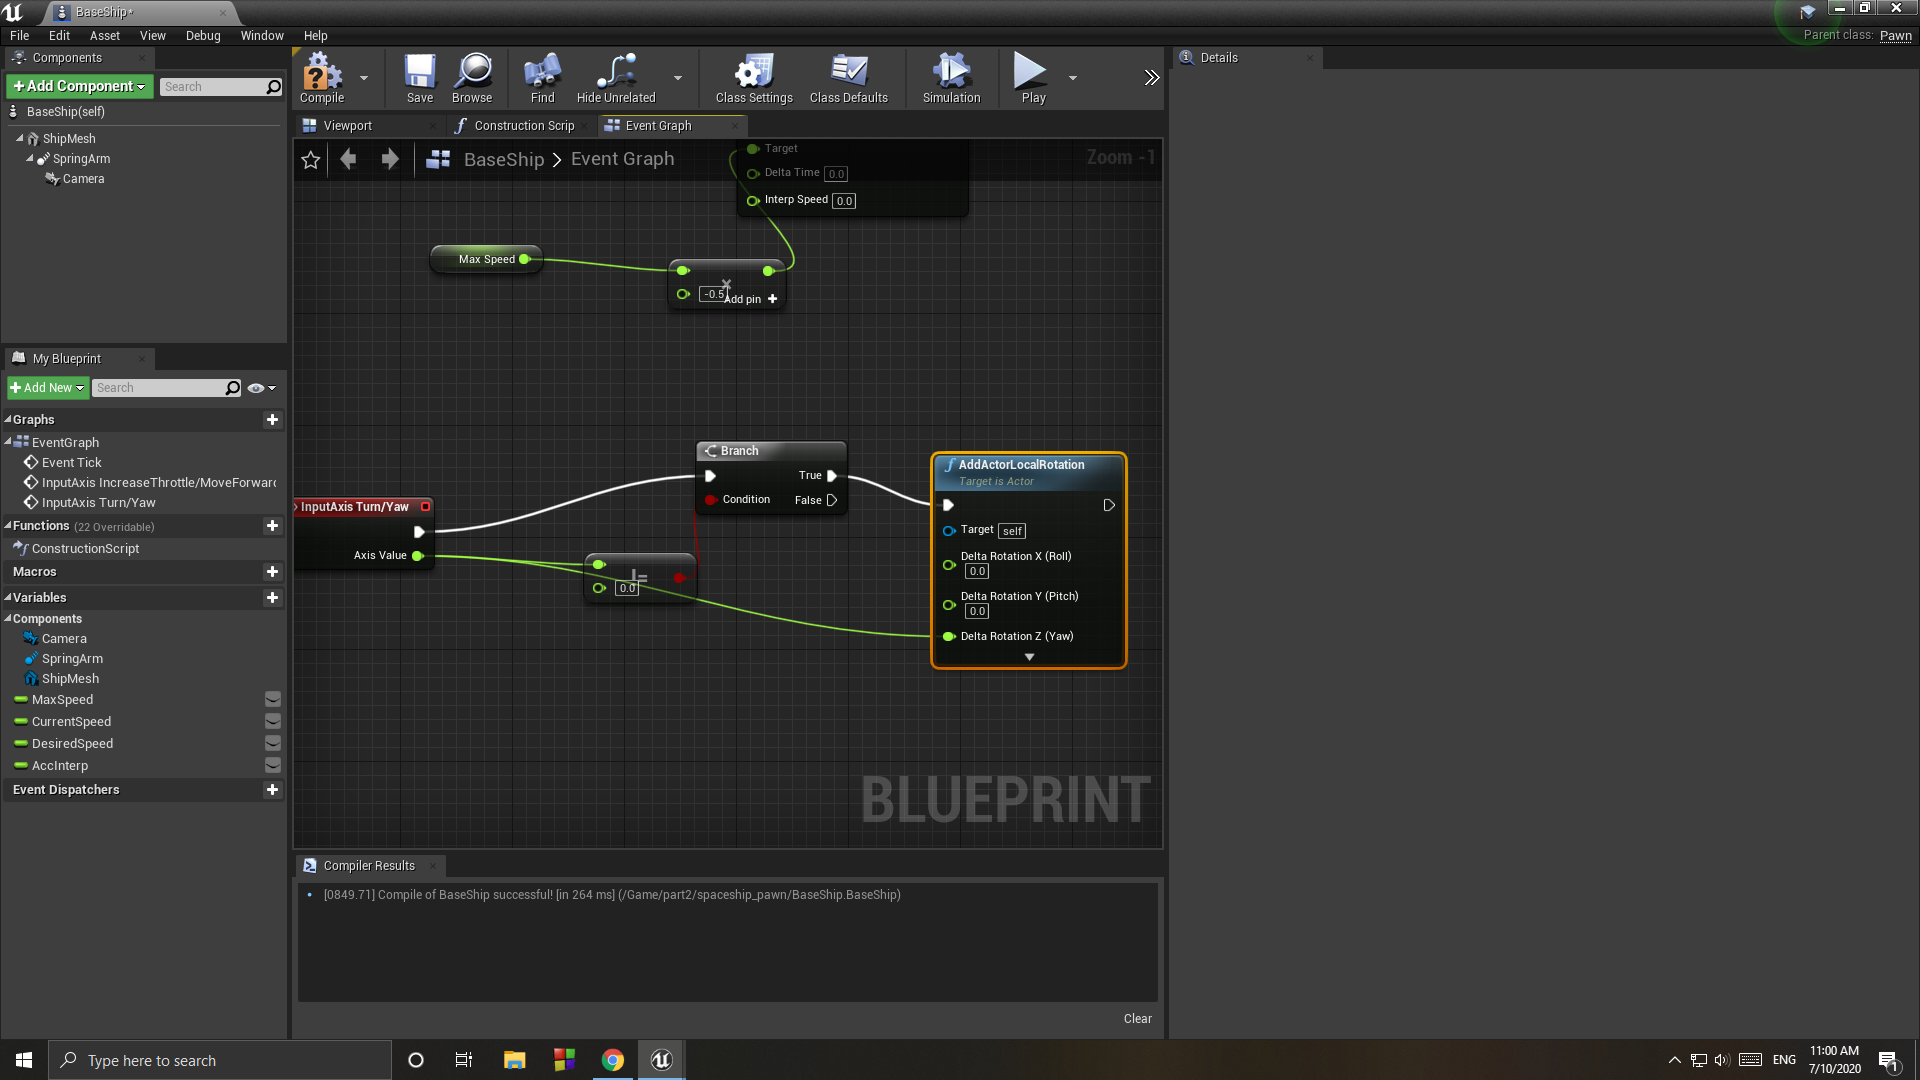 BaseShip*
File Edit Asset View Debug Window Help
Parent class: Pawn
Components
+Add Component
Search
BaseShip(self)
ShipMesh
SpringArm
Camera
Compile
Save
Browse
Find
Hide Unrelated
Class Settings
Class Defaults
Simulation
Play
Details
Viewport
Construction Scrip
Event Graph
BaseShip > Event Graph
Zoom -1
Target
Delta Time 0.0
Interp Speed 0.0
Max Speed
-0.5
Add pin +
My Blueprint
+Add New
Search
Graphs
EventGraph
Event Tick
InputAxis IncreaseThrottle/MoveForward
InputAxis Turn/Yaw
Functions (22 Overridable)
ConstructionScript
Macros
Variables
Components
Camera
SpringArm
ShipMesh
MaxSpeed
CurrentSpeed
DesiredSpeed
AccInterp
Event Dispatchers
InputAxis Turn/Yaw
Axis Value
Branch
True
Condition
False
!=
0.0
AddActorLocalRotation
Target is Actor
Target self
Delta Rotation X (Roll)
0.0
Delta Rotation Y (Pitch)
0.0
Delta Rotation Z (Yaw)
BLUEPRINT
Compiler Results
[0849.71] Compile of BaseShip successful! [in 264 ms] (/Game/part2/spaceship_pawn/BaseShip.BaseShip)
Clear
Type here to search
ENG
11:00 AM
7/10/2020
1